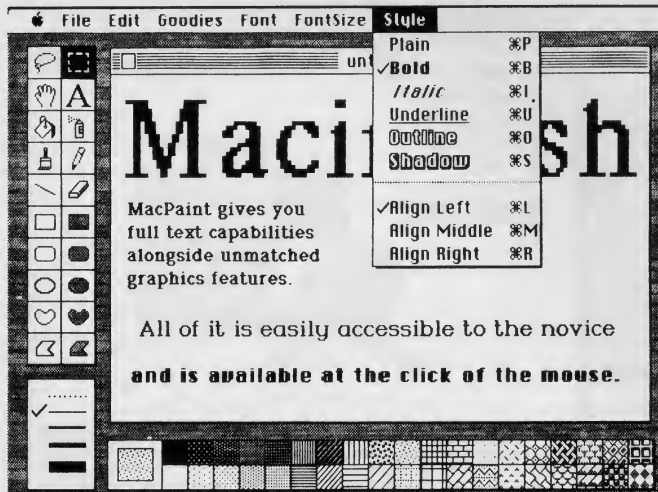 File Edit Goodies Font FontSize Style
unt
Plain ⌘P
✓Bold ⌘B
Italic ⌘I
Underline ⌘U
Outline ⌘O
Shadow ⌘S
✓Align Left ⌘L
Align Middle ⌘M
Align Right ⌘R
A
Macin sh
MacPaint gives you
full text capabilities
alongside unmatched
graphics features.
All of it is easily accessible to the novice
and is available at the click of the mouse.